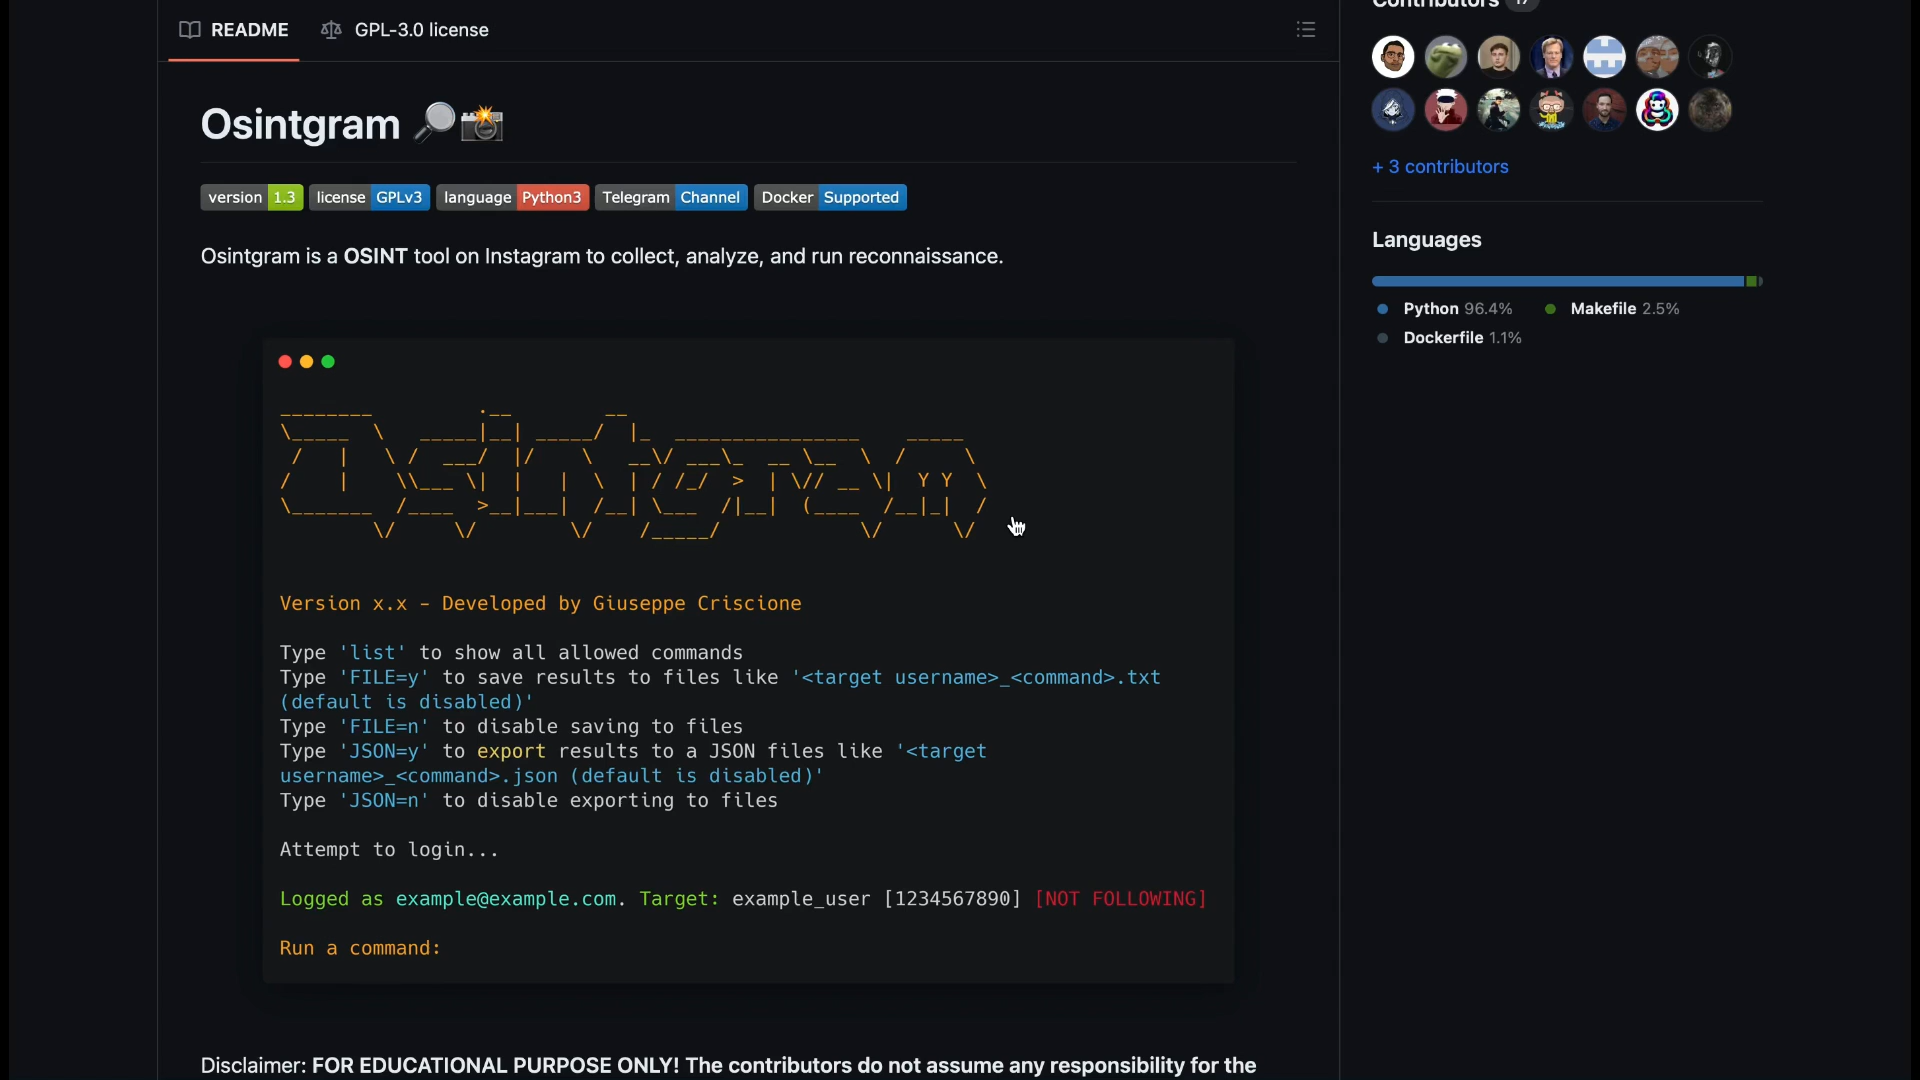 Contributors 17
README
GPL-3.0 license
Osintgram
version 1.3 license GPLv3 language Python3 Telegram Channel Docker Supported
Osintgram is a OSINT tool on Instagram to collect, analyze, and run reconnaissance.
Version x.x - Developed by Giuseppe Criscione
Type 'list' to show all allowed commands
Type 'FILE=y' to save results to files like '<target username>_<command>.txt
(default is disabled)'
Type 'FILE=n' to disable saving to files
Type 'JSON=y' to export results to a JSON files like '<target
username>_<command>.json (default is disabled)'
Type 'JSON=n' to disable exporting to files
Attempt to login...
Logged as example@example.com. Target: example_user [1234567890] [NOT FOLLOWING]
Run a command:
Disclaimer: FOR EDUCATIONAL PURPOSE ONLY! The contributors do not assume any responsibility for the
+ 3 contributors
Languages
Python 96.4% Makefile 2.5%
Dockerfile 1.1%